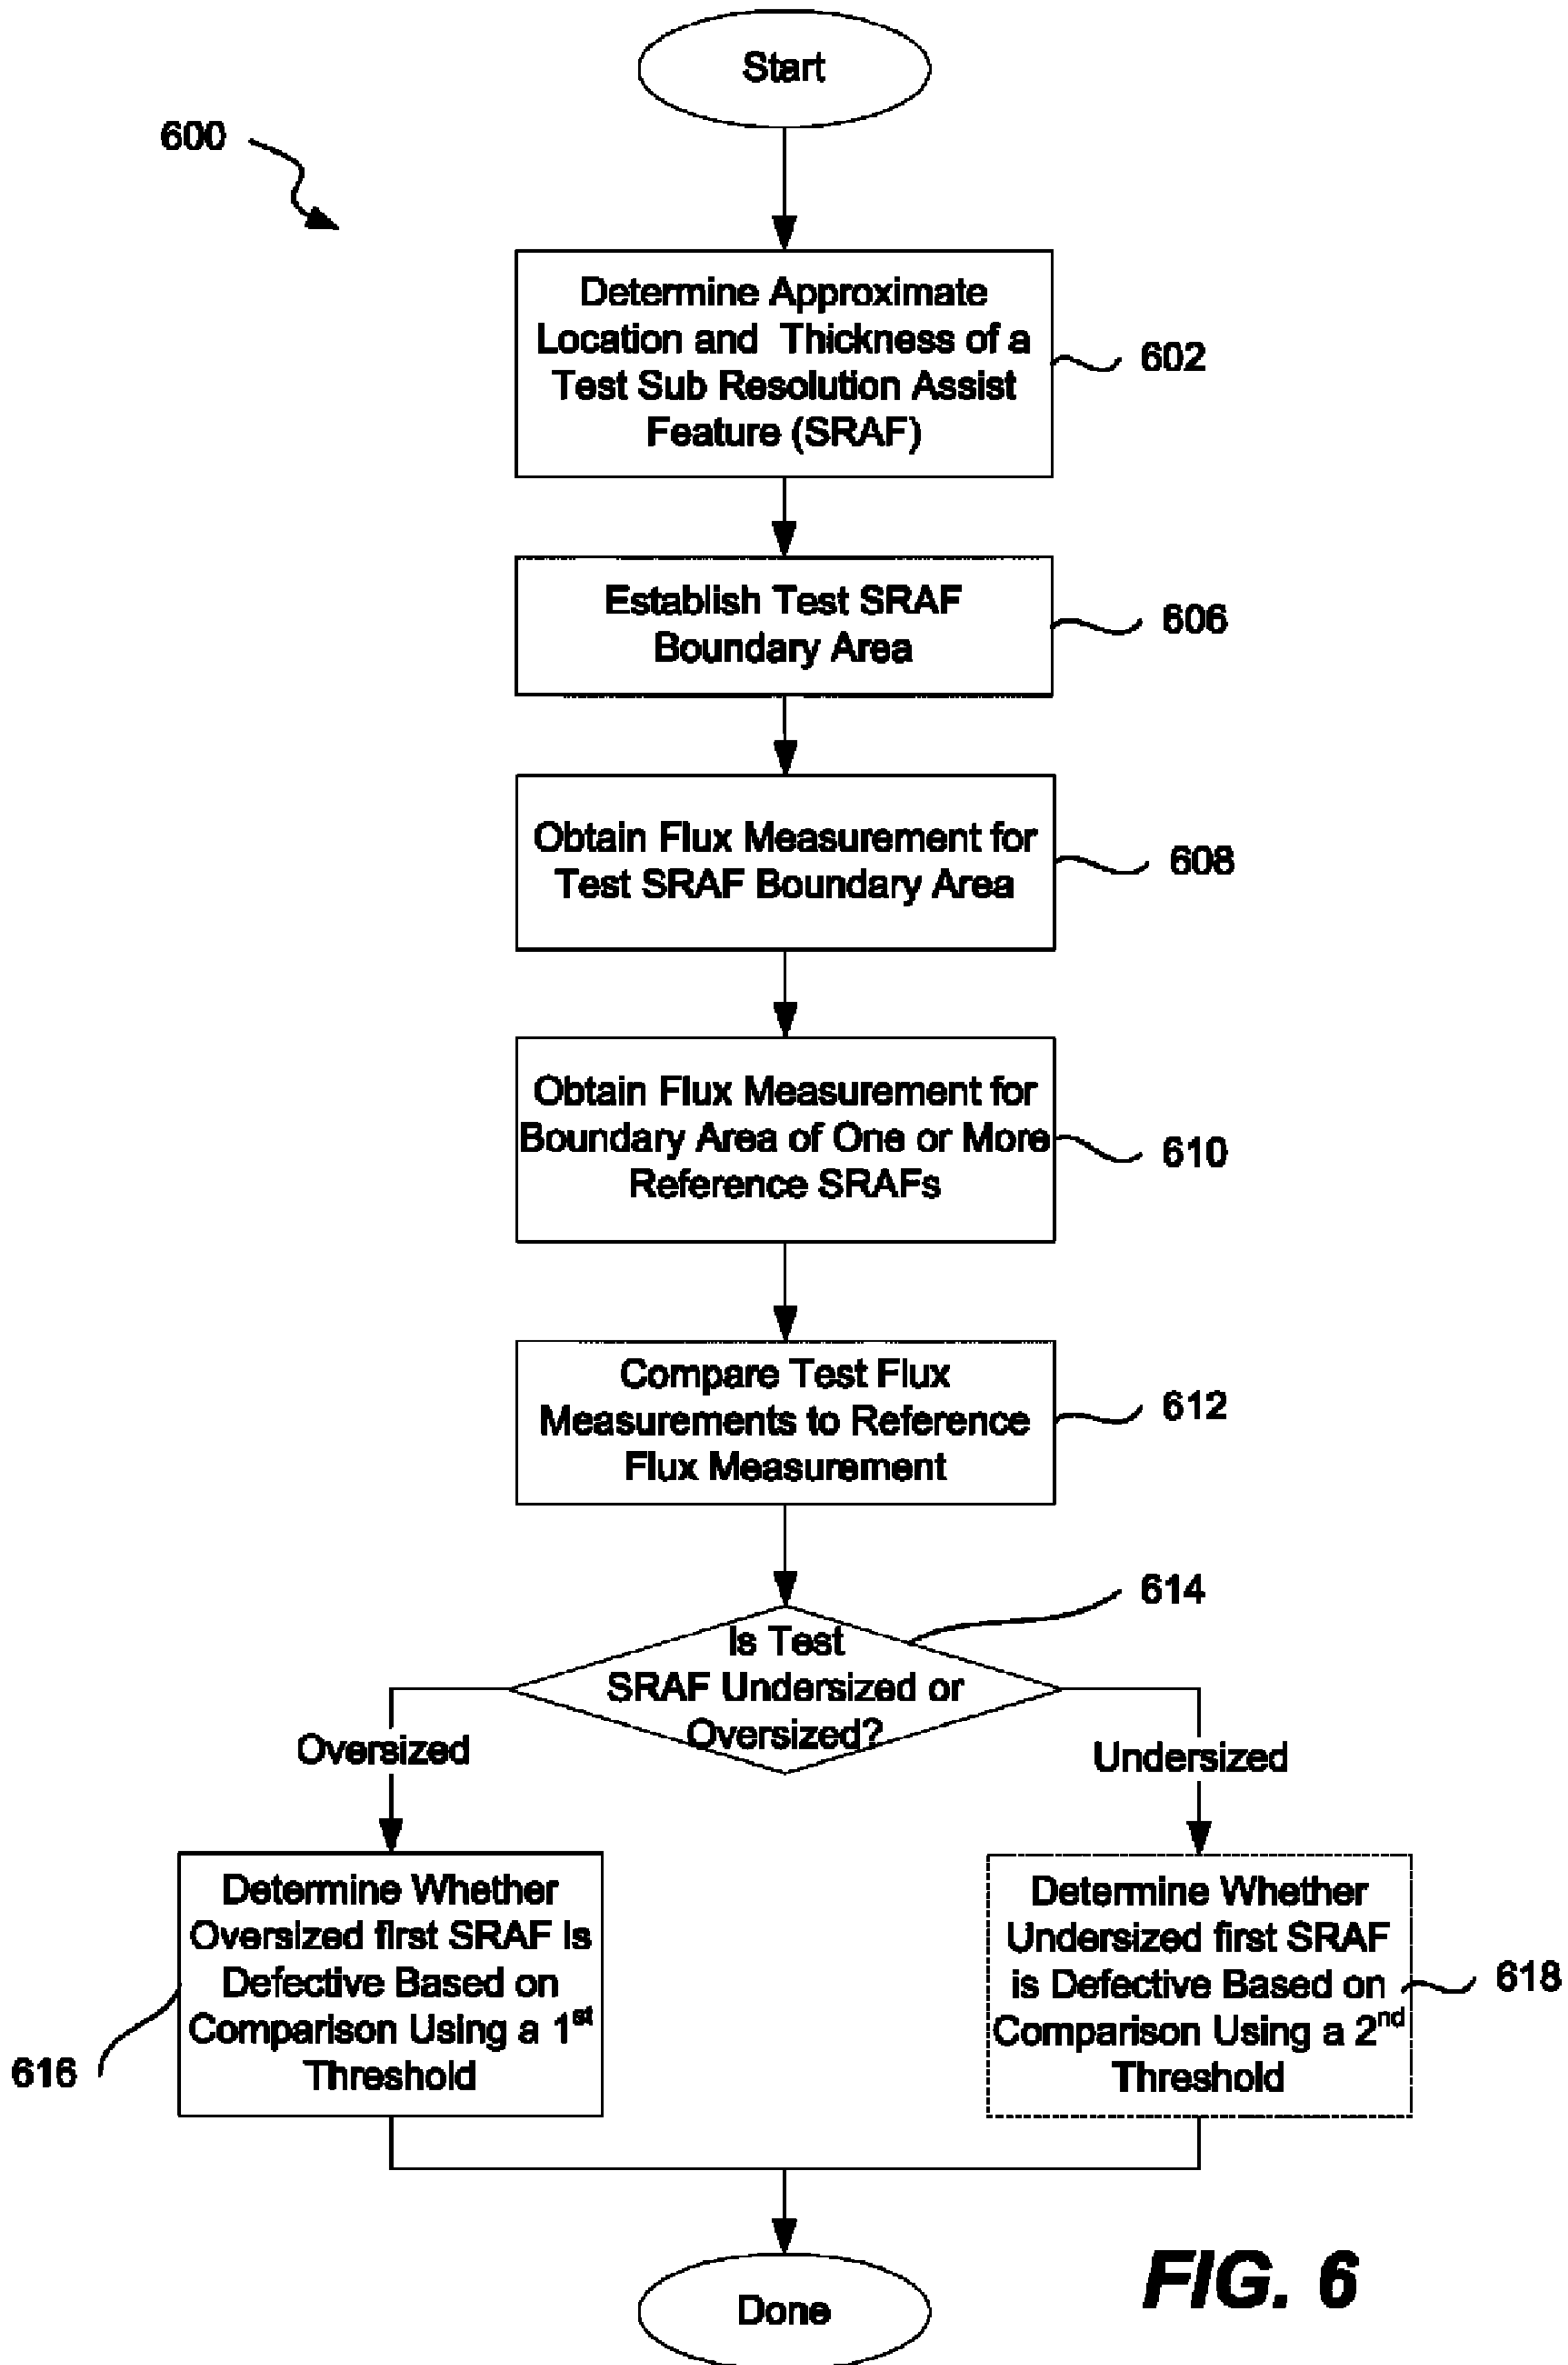 Start
600
Determine Approximate
Location and Thickness of a
Test Sub Resolution Assist
Feature (SRAF)
602
Establish Test SRAF
Boundary Area
606
Obtain Flux Measurement for
Test SRAF Boundary Area
608
Obtain Flux Measurement for
Boundary Area of One or More
Reference SRAFs
610
Compare Test Flux
Measurements to Reference
Flux Measurement
612
614
Is Test
SRAF Undersized or
Oversized?
Oversized
Undersized
Determine Whether
Oversized first SRAF Is
Defective Based on
Comparison Using a 1st
Threshold
616
Determine Whether
Undersized first SRAF
is Defective Based on
Comparison Using a 2nd
Threshold
618
Done
FIG. 6